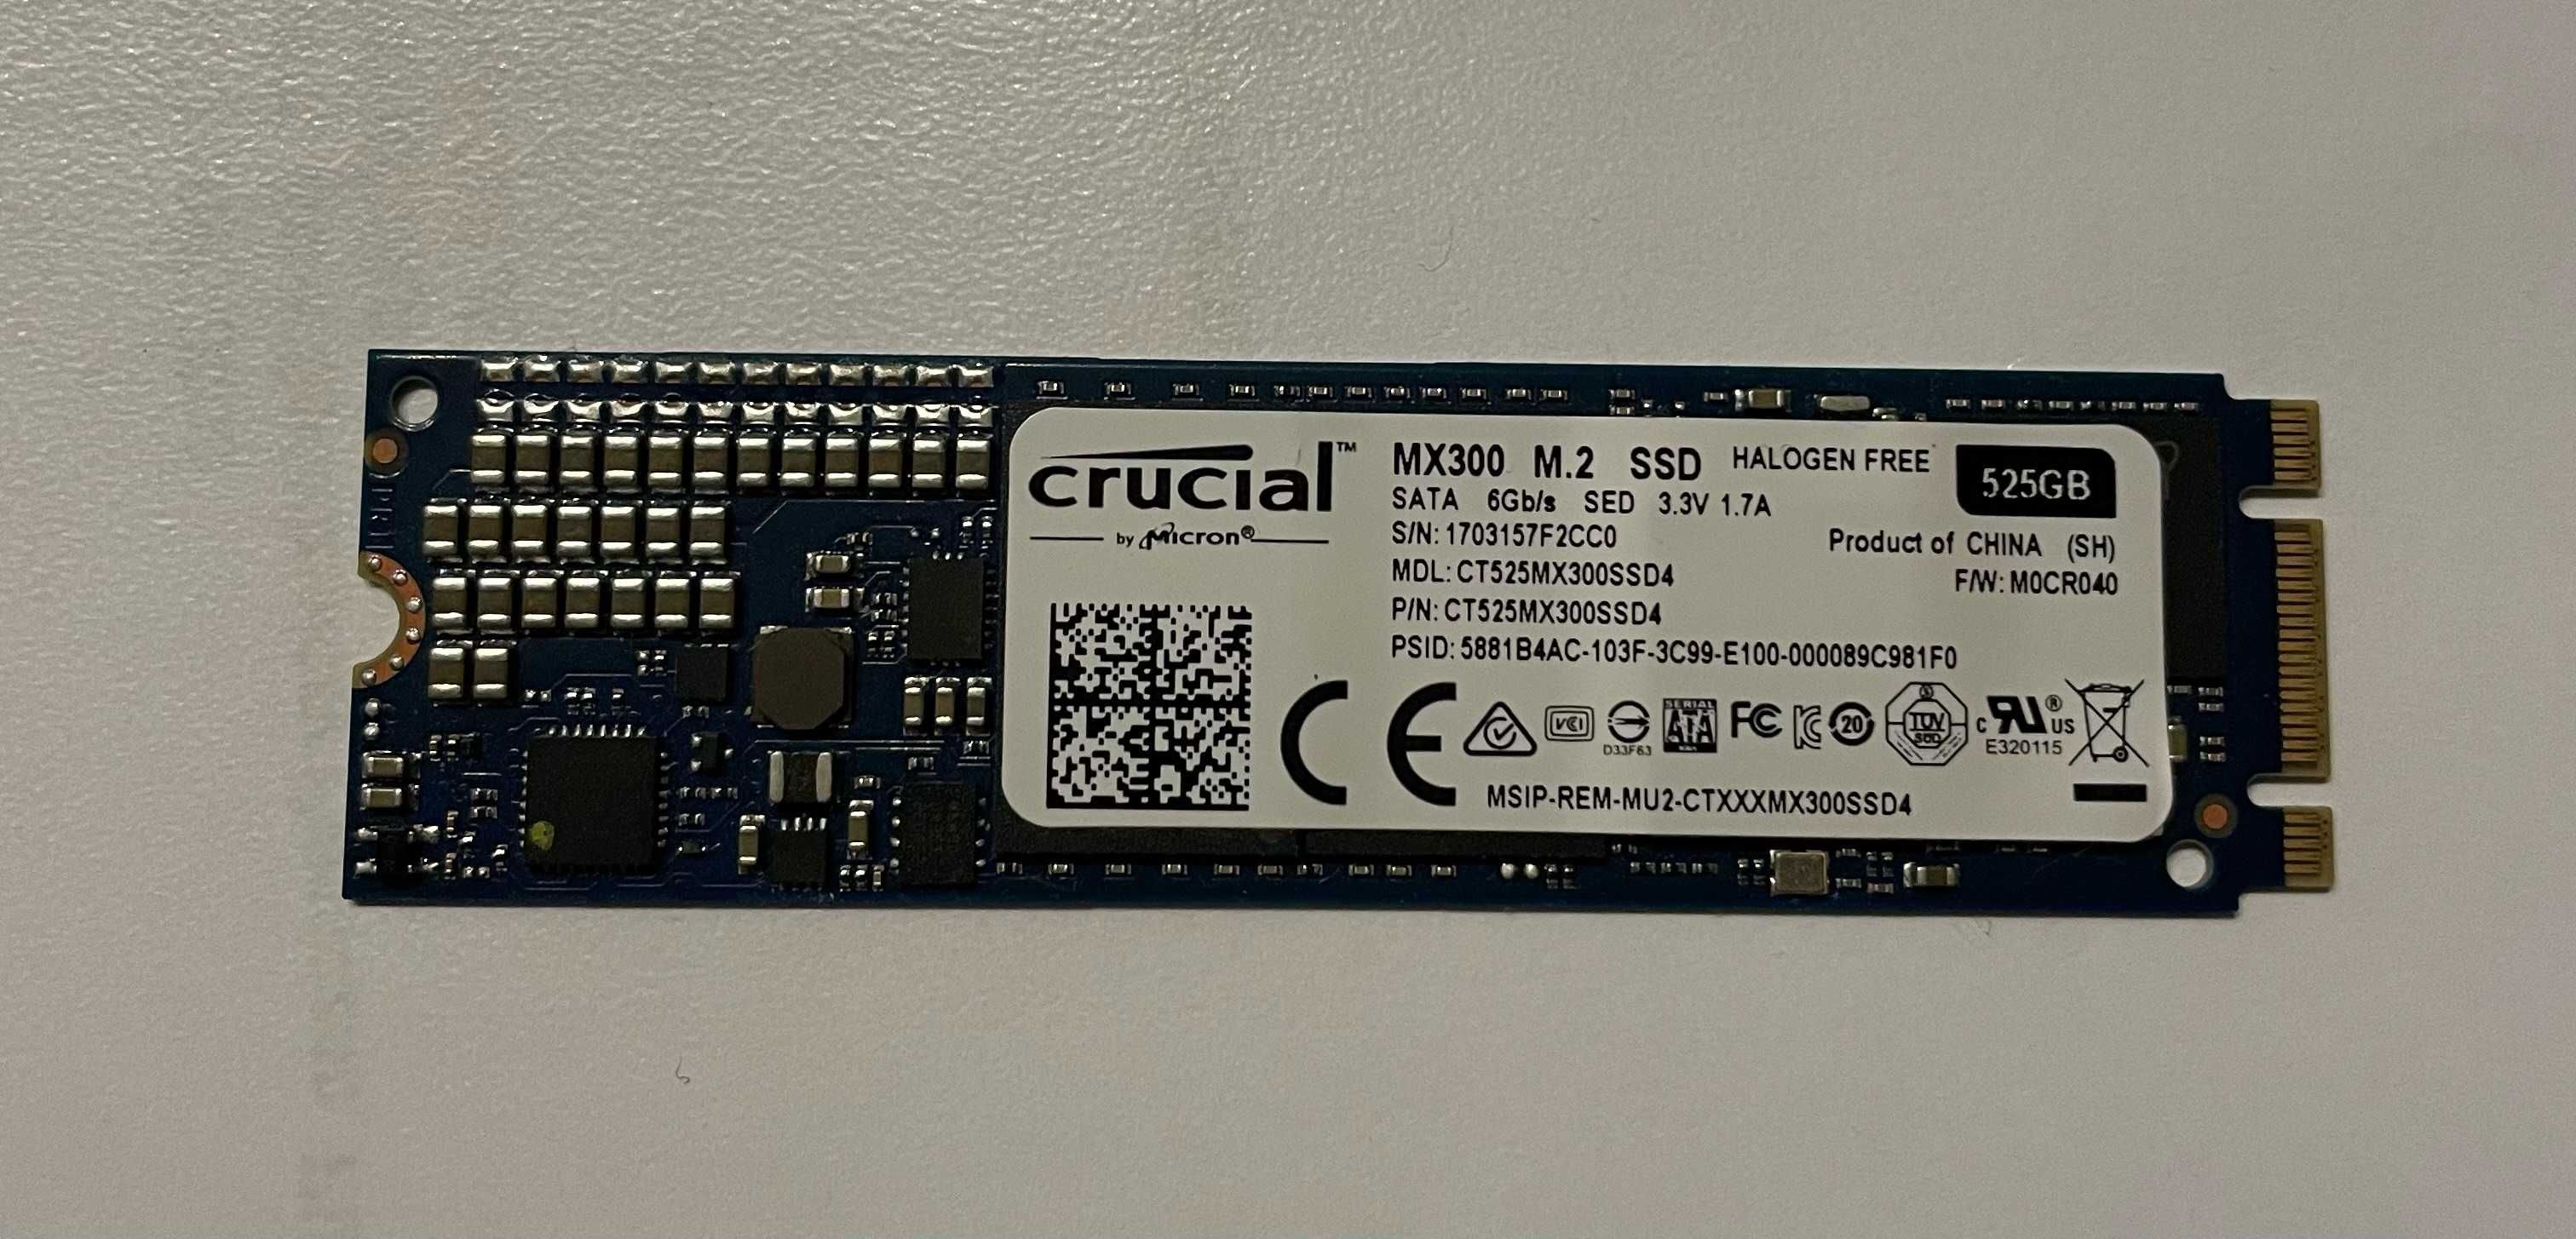 crucial™
by Micron®
MX300 M.2 SSD HALOGEN FREE
525GB
SATA 6Gb/s SED 3.3V 1.7A
S/N: 1703157F2CC0
Product of CHINA (SH)
MDL: CT525MX300SSD4
F/W: M0CR040
P/N: CT525MX300SSD4
PSID: 5881B4AC-103F-3C99-E100-000089C981F0
CE
VCI
D33F63
SERIAL
ATA
FC
20
TÜV
SÜD
c RU® US
E320115
MSIP-REM-MU2-CTXXXMX300SSD4